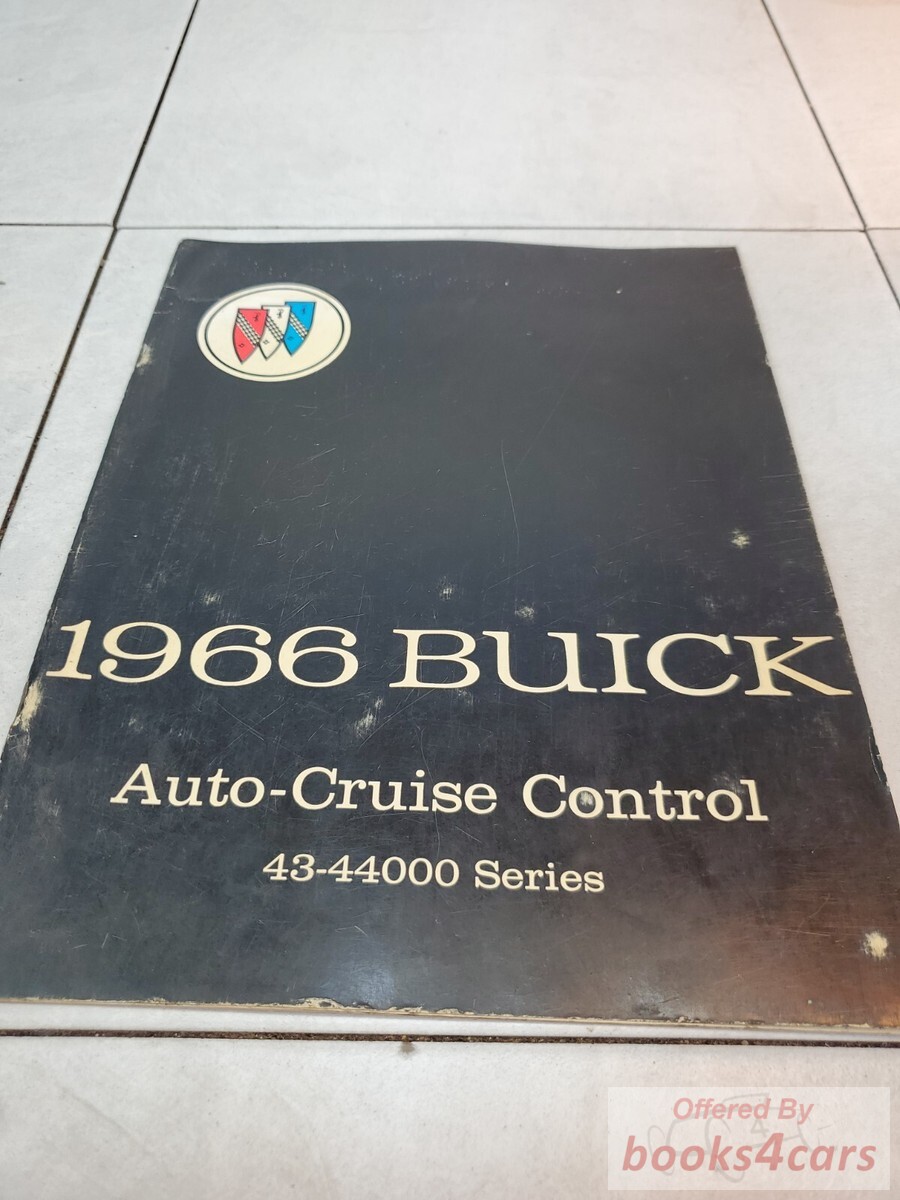 1966 BUICK
Auto-Cruise Control
43-44000 Series
Offered By
books4cars